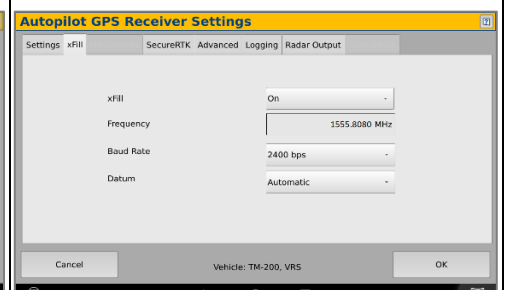 Autopilot GPS Receiver Settings
Settings xFill SecureRTK Advanced Logging Radar Output
xFill On
Frequency 1555.8080 MHz
Baud Rate 2400 bps
Datum Automatic
Cancel Vehicle: TM-200, VRS OK